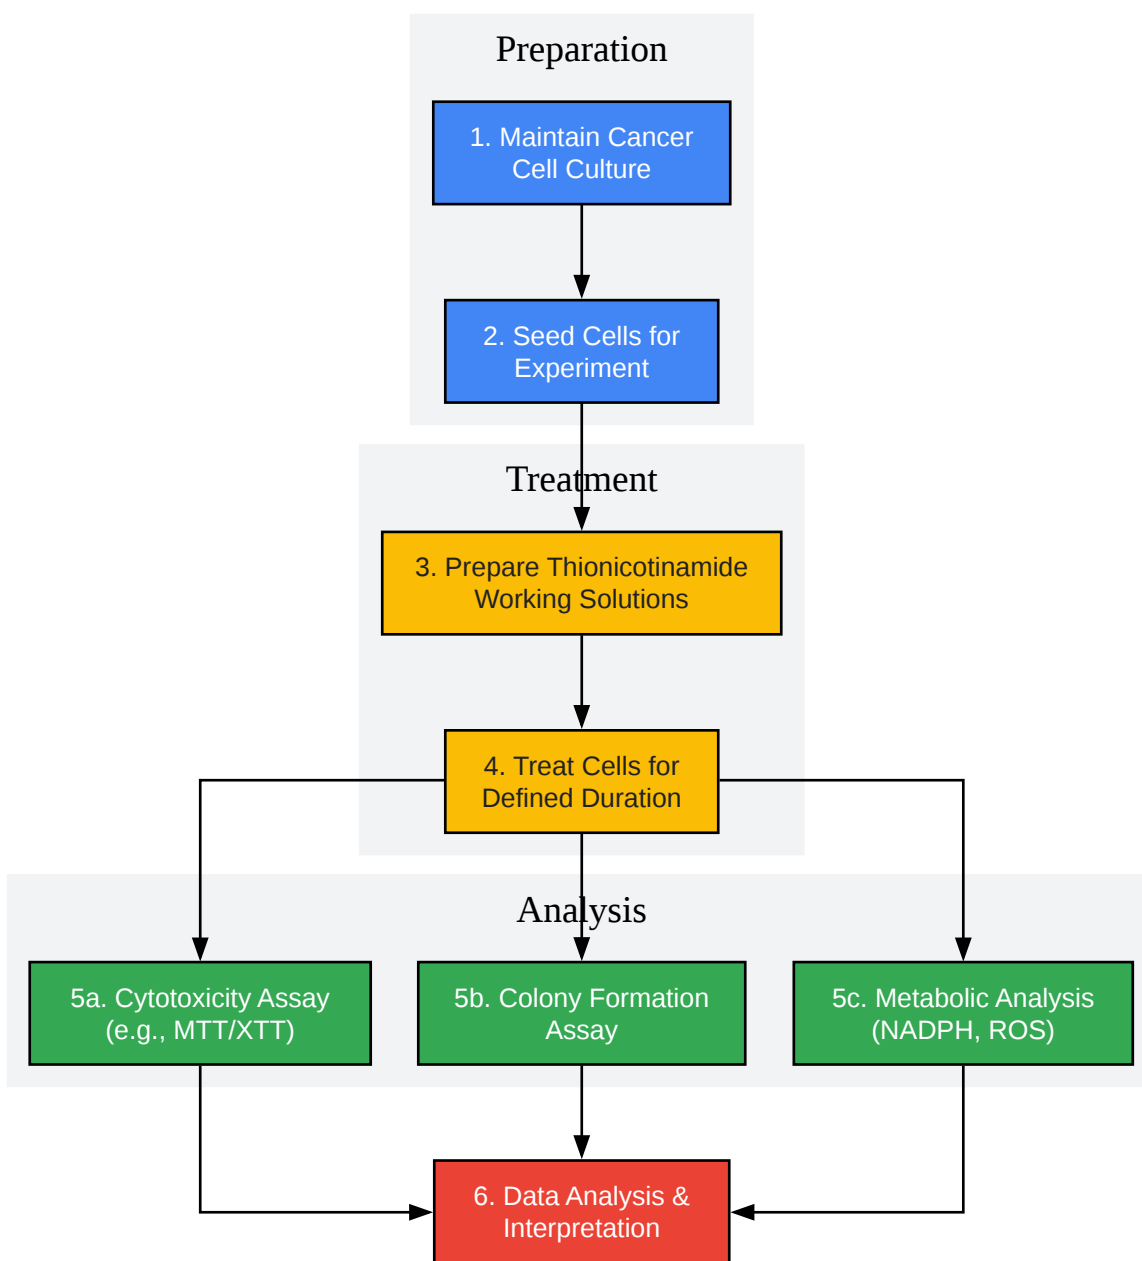 Preparation
1. Maintain Cancer
Cell Culture
2. Seed Cells for
Experiment
Treatment
3. Prepare Thionicotinamide
Working Solutions
4. Treat Cells for
Defined Duration
Analysis
5a. Cytotoxicity Assay
(e.g., MTT/XTT)
5b. Colony Formation
Assay
5c. Metabolic Analysis
(NADPH, ROS)
6. Data Analysis &
Interpretation